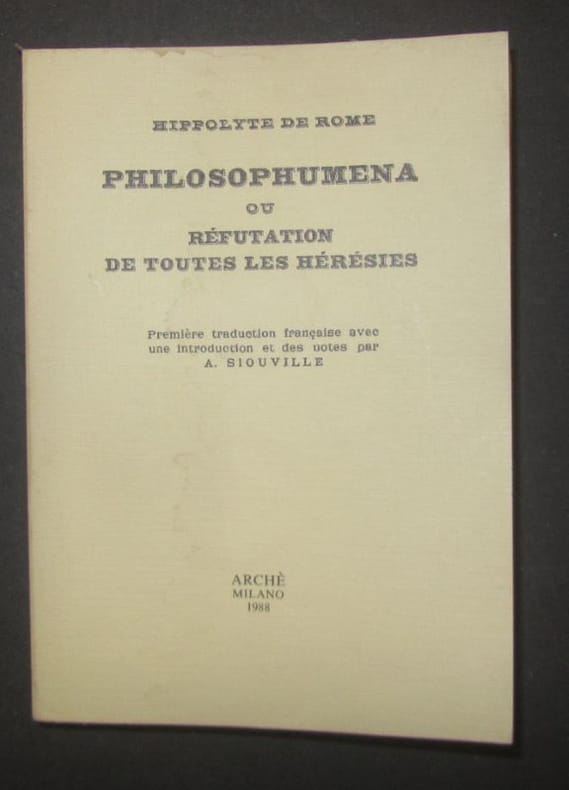 HIPPOLYTE DE ROME
PHILOSOPHUMENA
OU
RÉFUTATION
DE TOUTES LES HÉRÉSIES
Première traduction française avec
une introduction et des notes par
A. SIOUVILLE
ARCHÈ
MILANO
1988